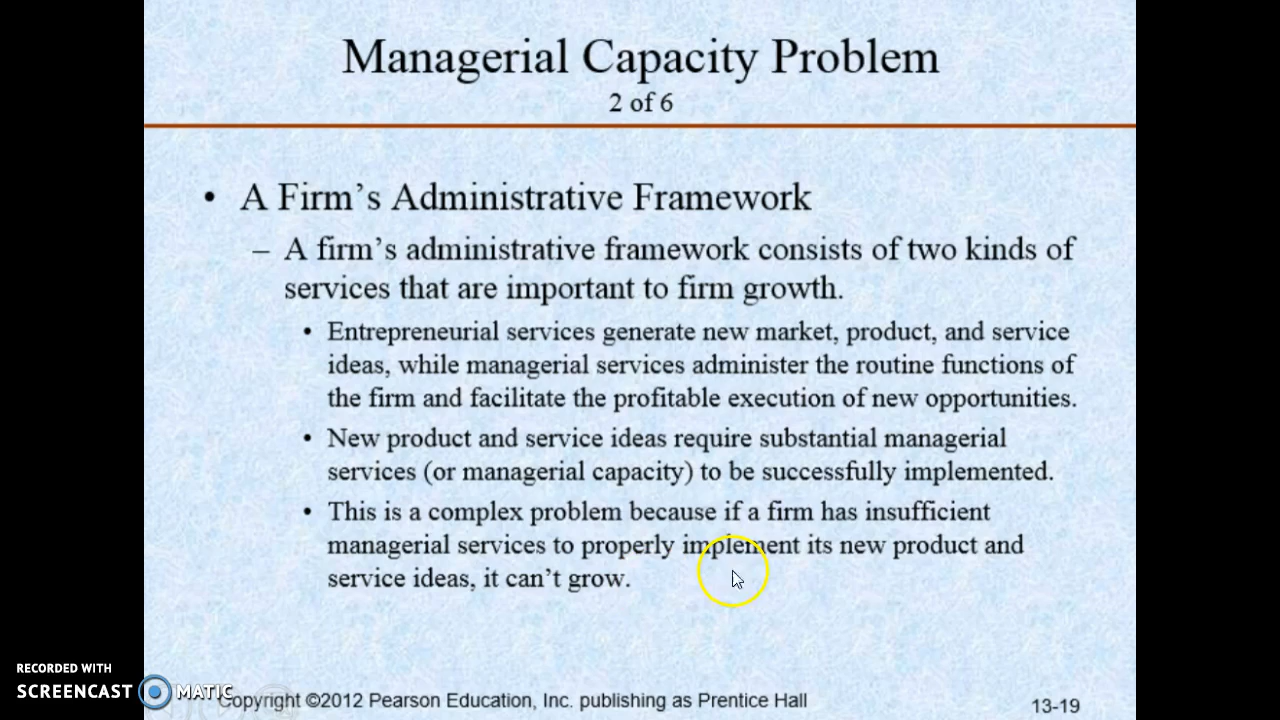 Managerial Capacity Problem
2 of 6
• A Firm's Administrative Framework
– A firm's administrative framework consists of two kinds of
services that are important to firm growth.
• Entrepreneurial services generate new market, product, and service
ideas, while managerial services administer the routine functions of
the firm and facilitate the profitable execution of new opportunities.
• New product and service ideas require substantial managerial
services (or managerial capacity) to be successfully implemented.
• This is a complex problem because if a firm has insufficient
managerial services to properly implement its new product and
service ideas, it can't grow.
RECORDED WITH
SCREENCAST MATIC
Copyright ©2012 Pearson Education, Inc. publishing as Prentice Hall
13-19